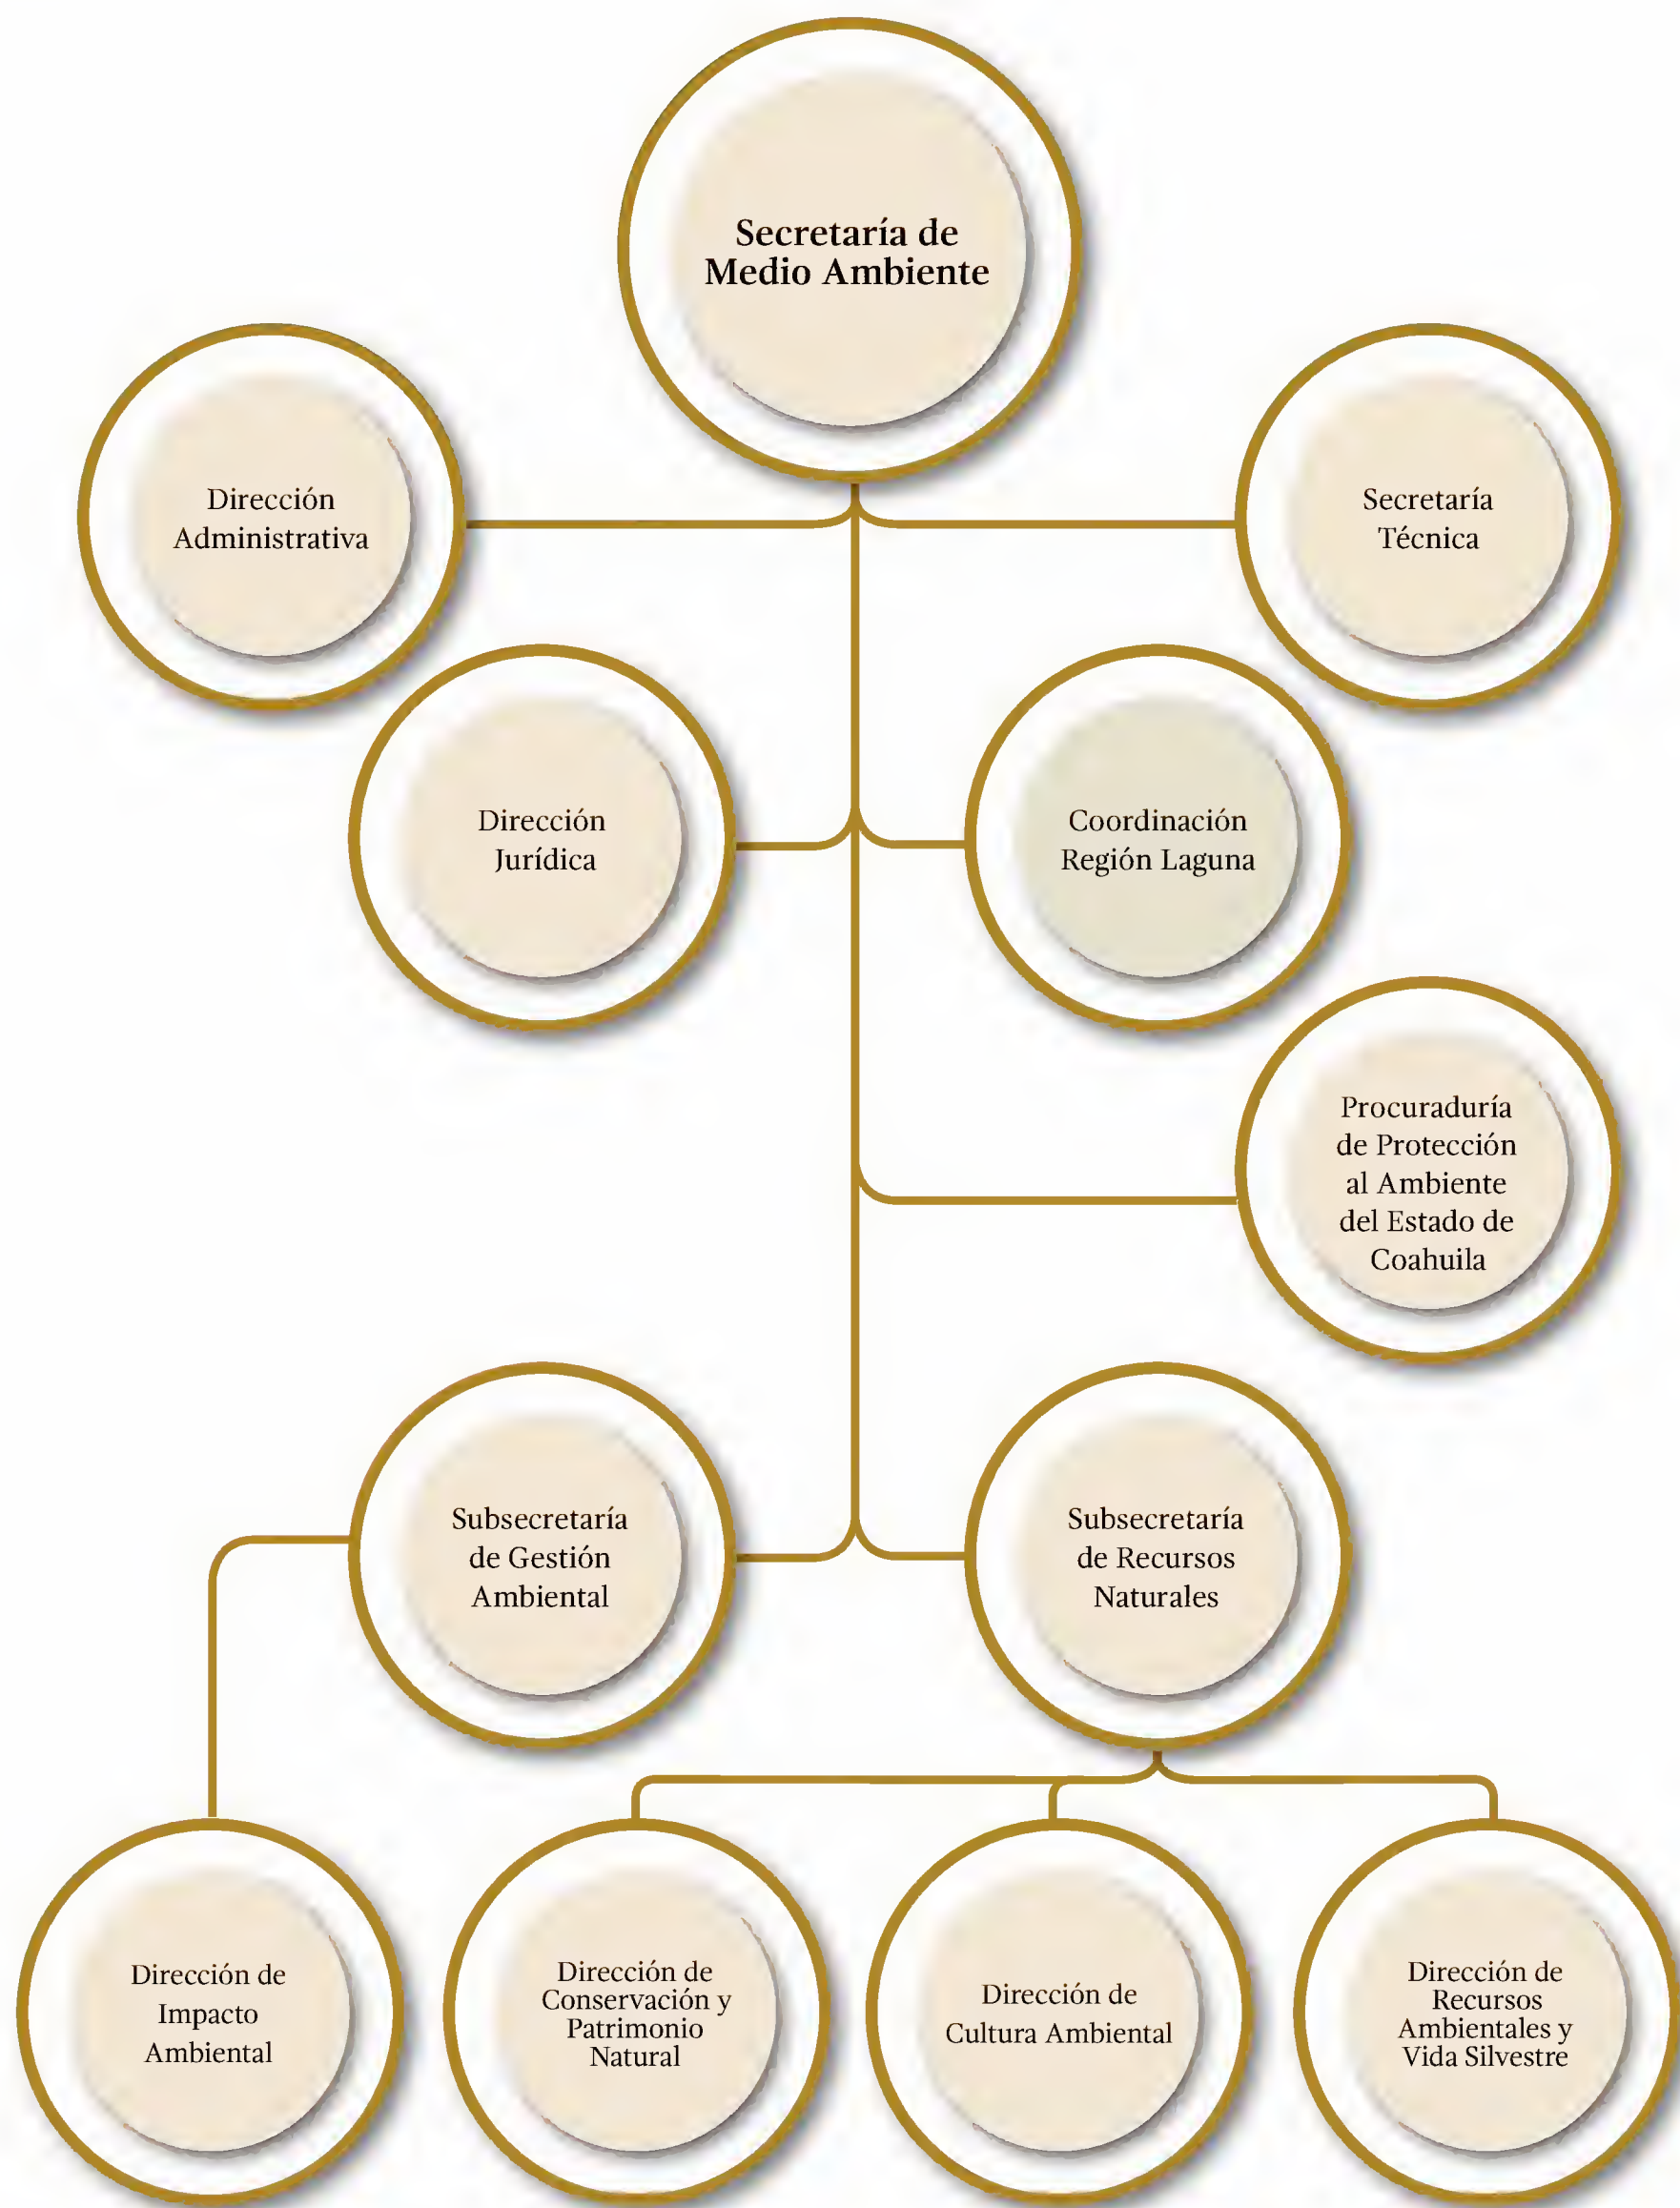 Secretaría de
Medio Ambiente
Dirección
Administrativa
Secretaría
Técnica
Dirección
Jurídica
Coordinación
Región Laguna
Procuraduría
de Protección
al Ambiente
del Estado de
Coahuila
Subsecretaría
de Gestión
Ambiental
Subsecretaría
de Recursos
Naturales
Dirección de
Impacto
Ambiental
Dirección de
Conservación y
Patrimonio
Natural
Dirección de
Cultura Ambiental
Dirección de
Recursos
Ambientales y
Vida Silvestre